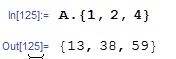 In[125]:= A.{1, 2, 4}
Out[125]= {13, 38, 59}